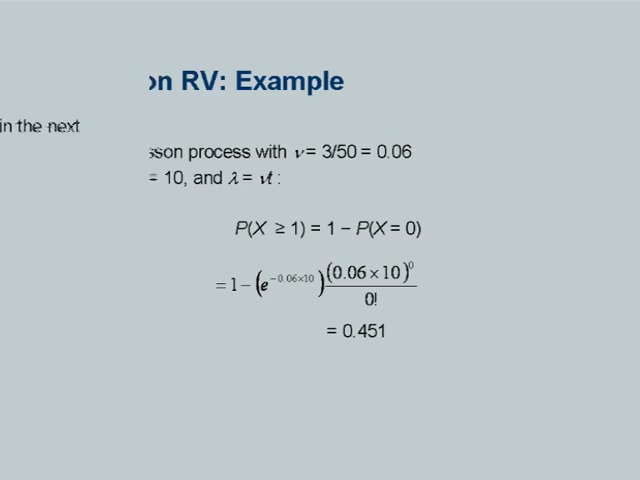 on RV: Example
in the next
sson process with ν = 3/50 = 0.06
= 10, and λ = νt :
P(X ≥ 1) = 1 – P(X = 0)
= 1 – (e^{–0.06×10}) (0.06 × 10)^0 / 0!
= 0.451